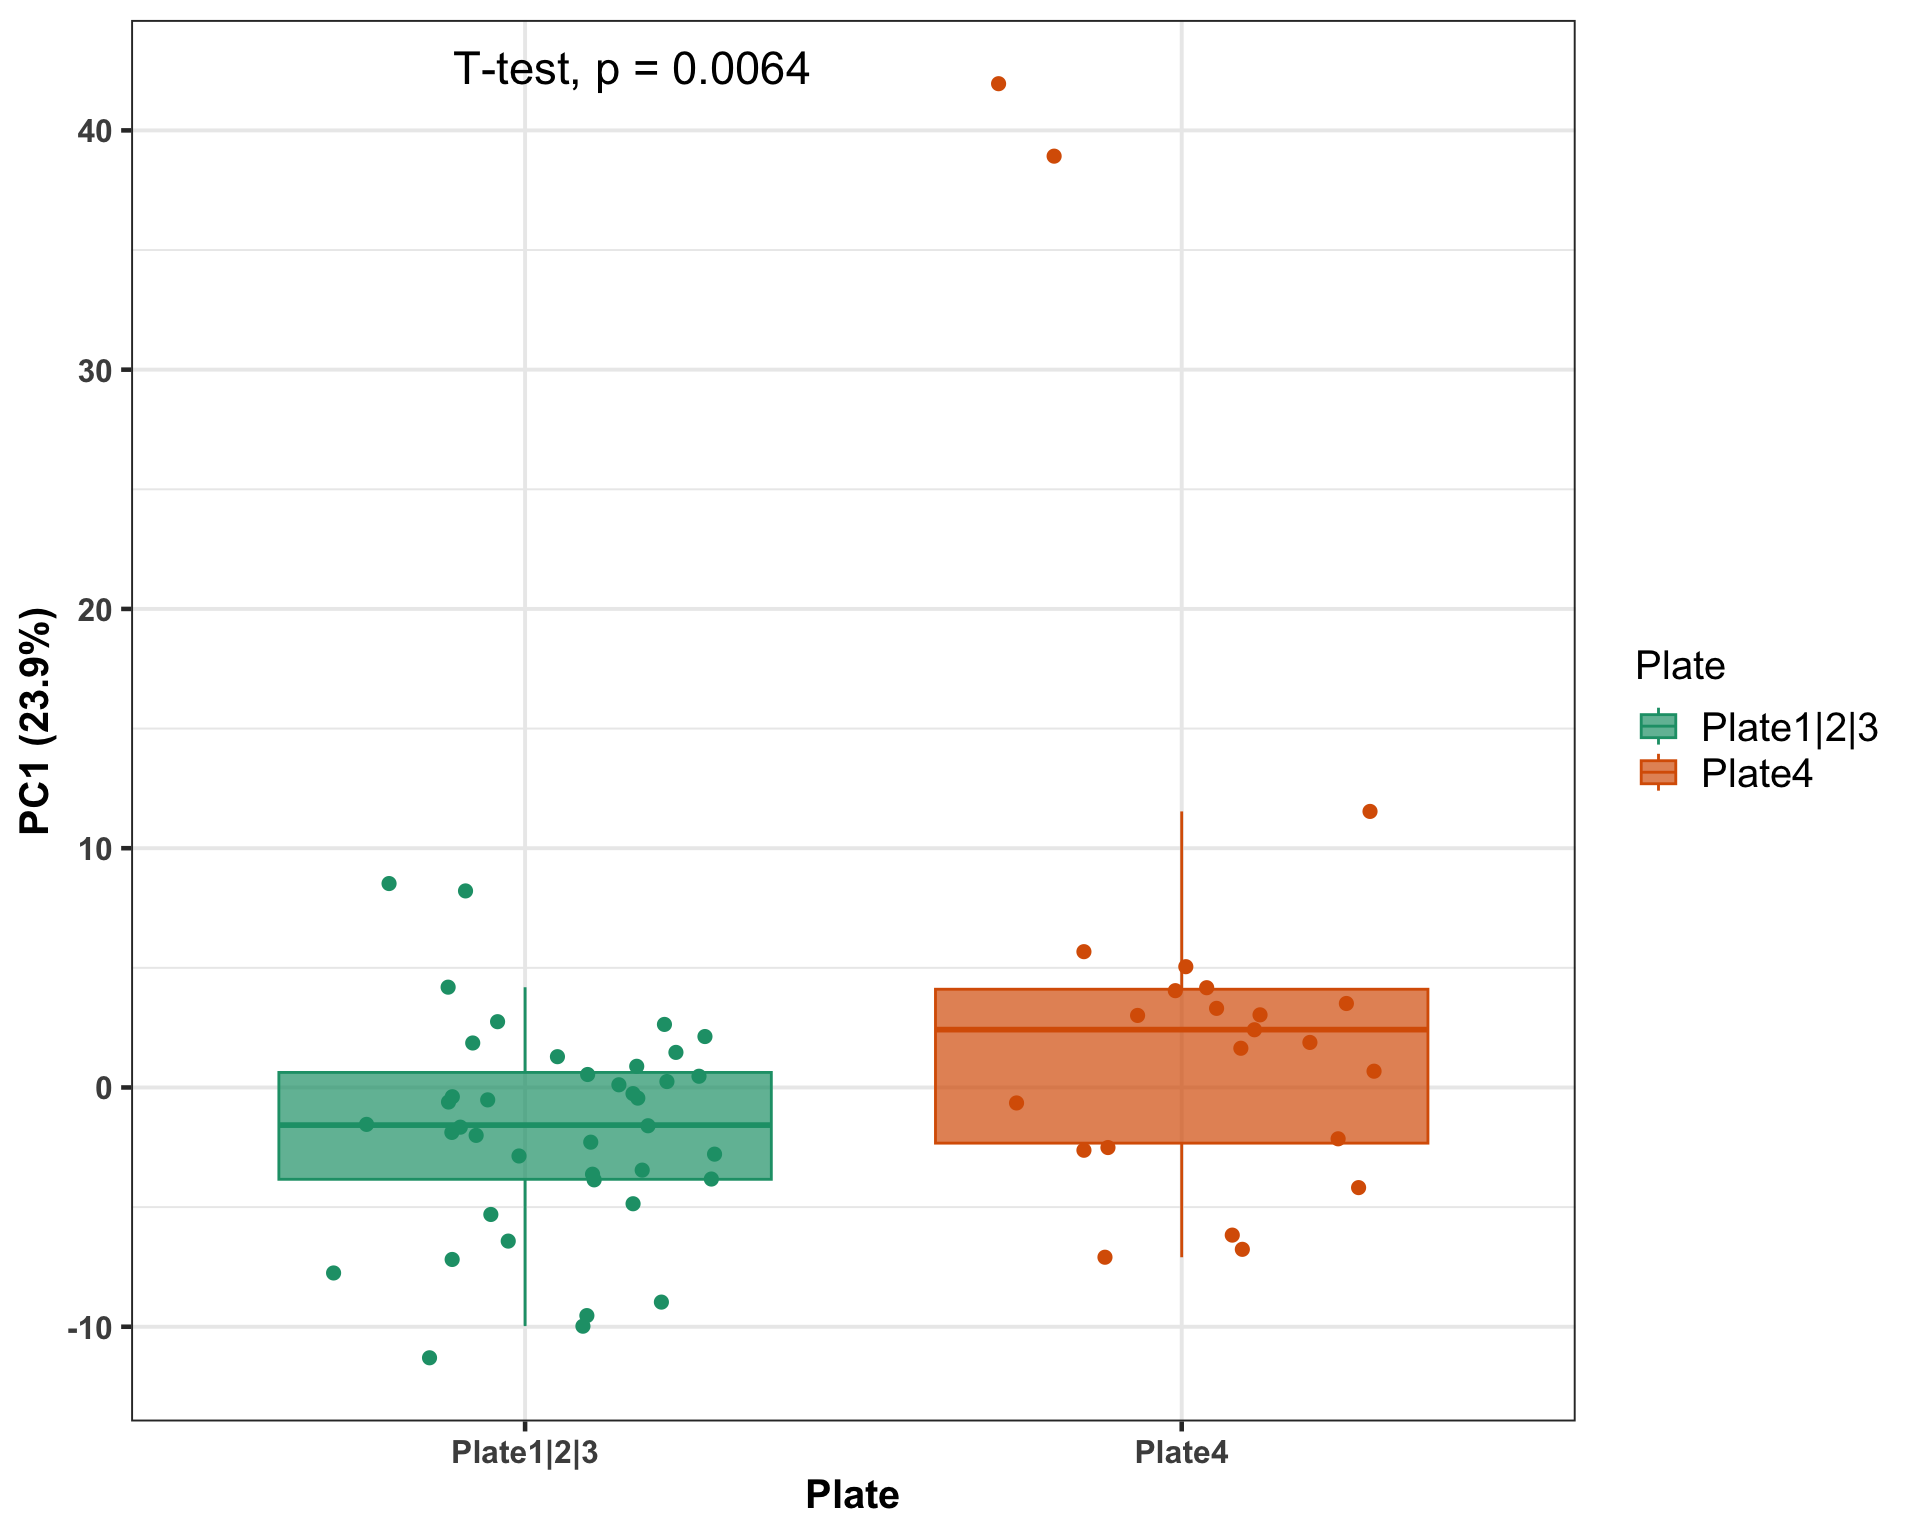 T-test, p = 0.0064
40
30
20
10
0
-10
PC1 (23.9%)
Plate1|2|3
Plate4
Plate
Plate
Plate1|2|3
Plate4